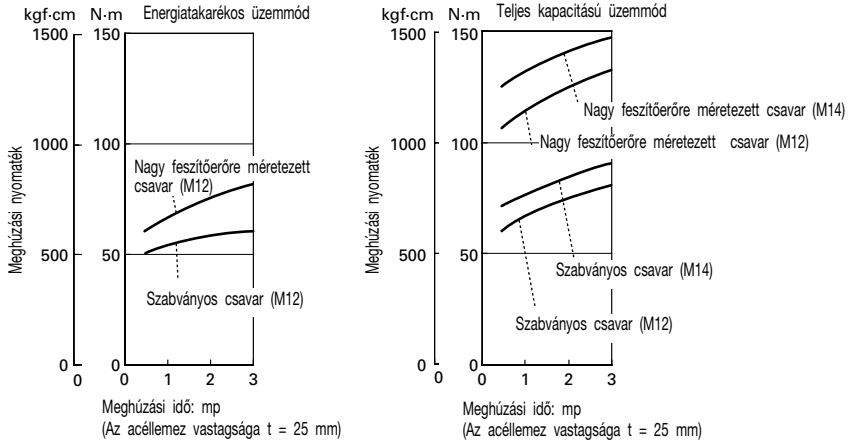 kgf·cm N·m Energiatakarékos üzemmód
1500 150
1000 100
500 50
0 0
0 0 1 2 3
Meghúzási nyomaték
Nagy feszítőerőre méretezett
csavar (M12)
Szabványos csavar (M12)
Meghúzási idő: mp
(Az acéllemez vastagsága t = 25 mm)
kgf·cm N·m Teljes kapacitású üzemmód
1500 150
1000 100
500 50
0 0
0 0 1 2 3
Meghúzási nyomaték
Nagy feszítőerőre méretezett csavar (M14)
Nagy feszítőerőre méretezett csavar (M12)
Szabványos csavar (M14)
Szabványos csavar (M12)
Meghúzási idő: mp
(Az acéllemez vastagsága t = 25 mm)